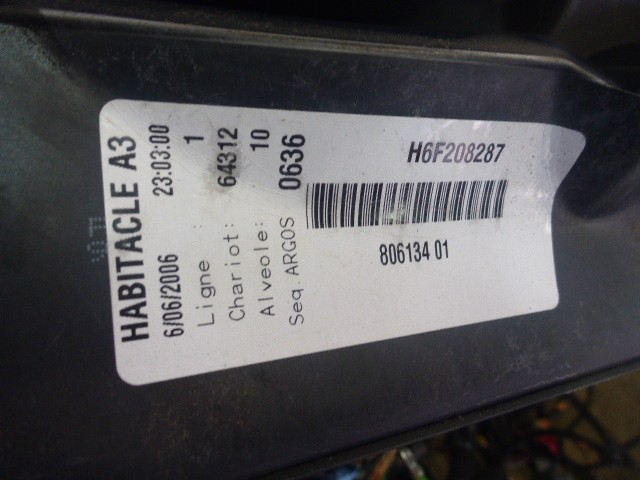 HABITACLE A3
6/06/2006 23:03:00
Ligne : 1
Chariot: 64312
Alveole: 10
Seq.ARGOS 0636
H6F208287
806134 01